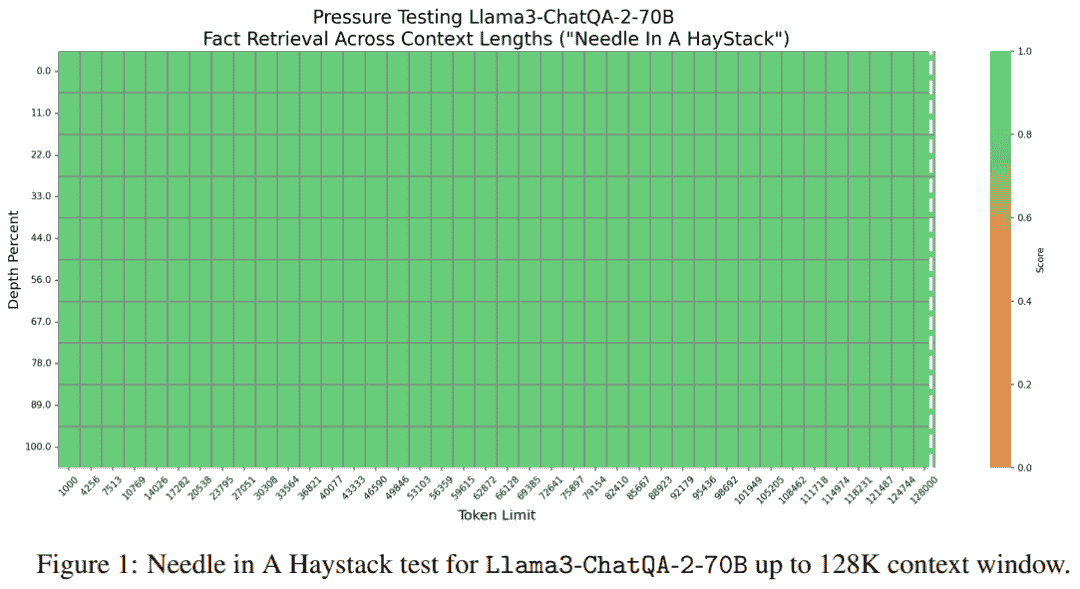 Pressure Testing Llama3-ChatQA-2-70B
Fact Retrieval Across Context Lengths ("Needle In A HayStack")
Depth Percent
0.0
11.0
22.0
33.0
44.0
56.0
67.0
78.0
89.0
100.0
1000 4256 7513 10769 14026 17282 20538 23795 27051 30308 33564 36821 40077 43333 46590 49846 53103 56359 59615 62872 66128 69385 72641 75897 79154 82410 85667 88923 92179 95436 98692 101949 105205 108462 111718 114974 118231 121487 124744 128000
Token Limit
1.0
0.8
0.6
0.4
0.2
0.0
Score
Figure 1: Needle in A Haystack test for Llama3-ChatQA-2-70B up to 128K context window.